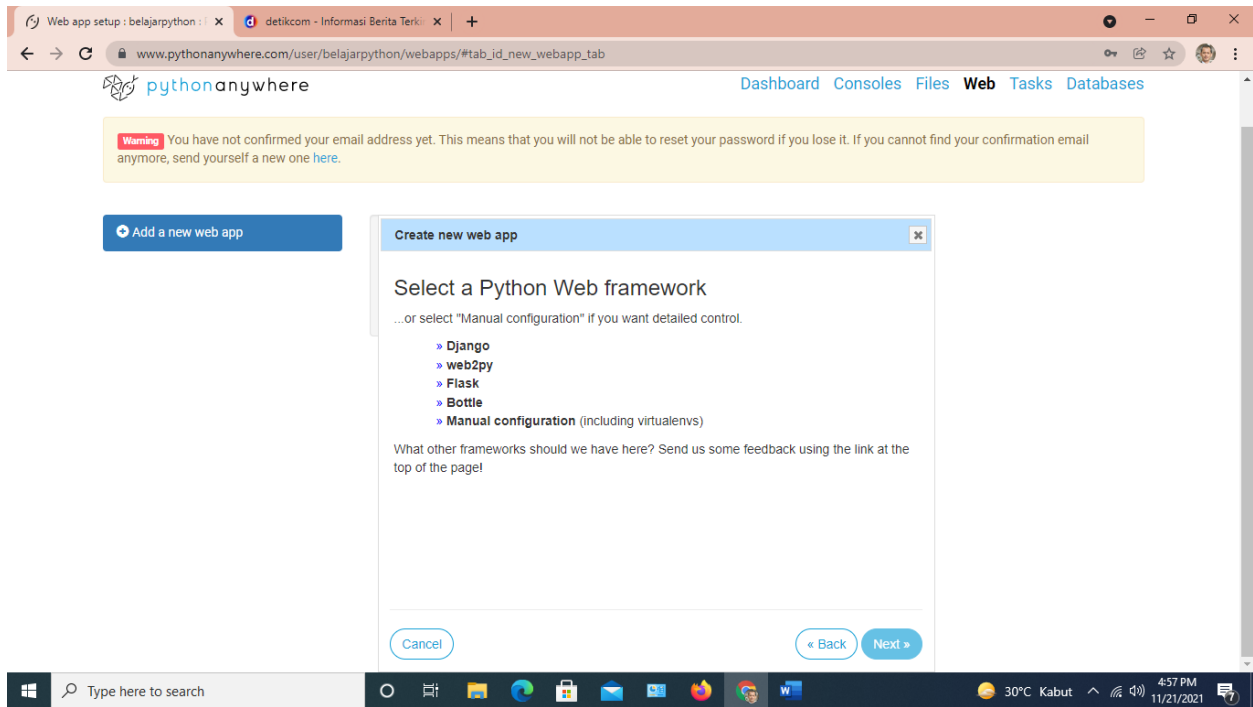 Web app setup : belajarpython :
detikcom - Informasi Berita Terkin
www.pythonanywhere.com/user/belajarpython/webapps/#tab_id_new_webapp_tab
pythonanywhere
Dashboard Consoles Files Web Tasks Databases
Warning You have not confirmed your email address yet. This means that you will not be able to reset your password if you lose it. If you cannot find your confirmation email
anymore, send yourself a new one here.
Add a new web app
Create new web app
Select a Python Web framework
...or select "Manual configuration" if you want detailed control.
» Django
» web2py
» Flask
» Bottle
» Manual configuration (including virtualenvs)
What other frameworks should we have here? Send us some feedback using the link at the
top of the page!
Cancel
« Back
Next »
Type here to search
30°C Kabut
4:57 PM
11/21/2021
7